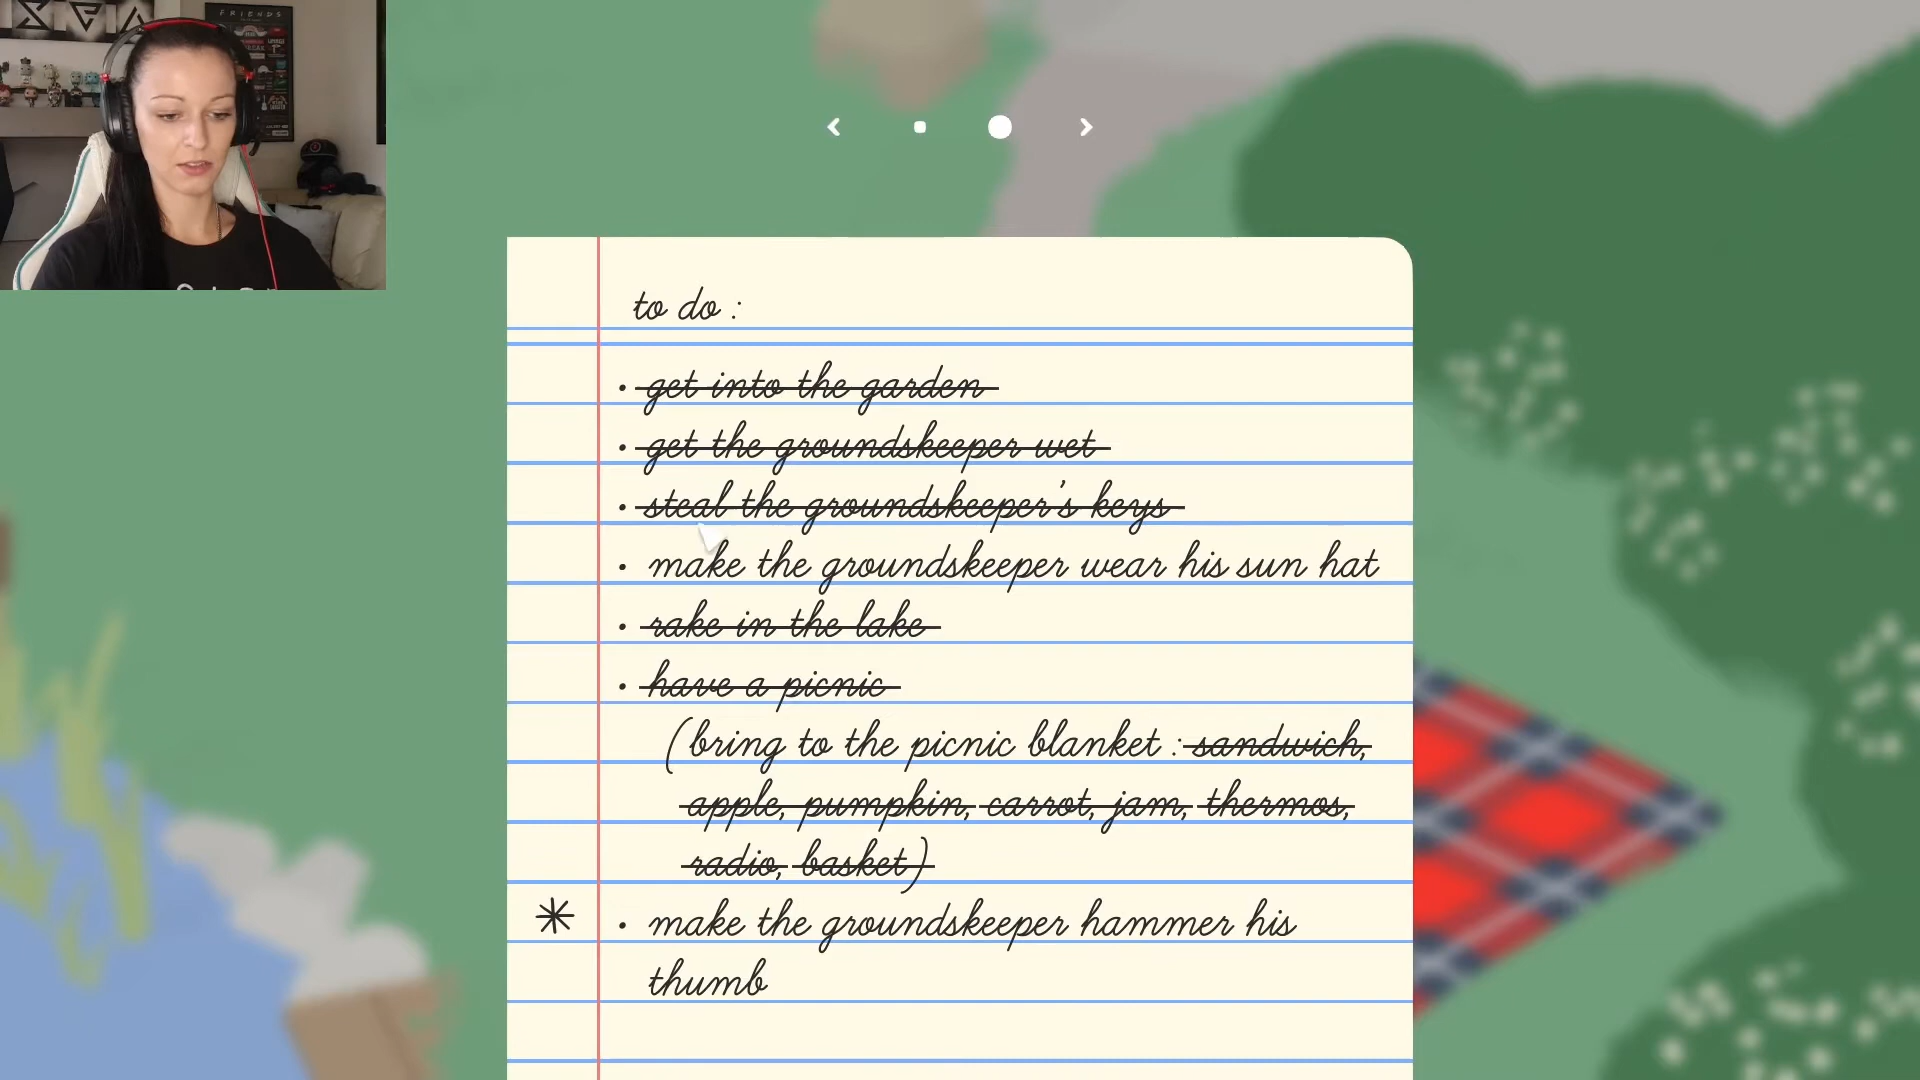 FRIENDS
to do :
• get into the garden
• get the groundskeeper wet
• steal the groundskeeper's keys
• make the groundskeeper wear his sun hat
• rake in the lake
• have a picnic
(bring to the picnic blanket : sandwich,
apple, pumpkin, carrot, jam, thermos,
radio, basket)
* • make the groundskeeper hammer his
thumb